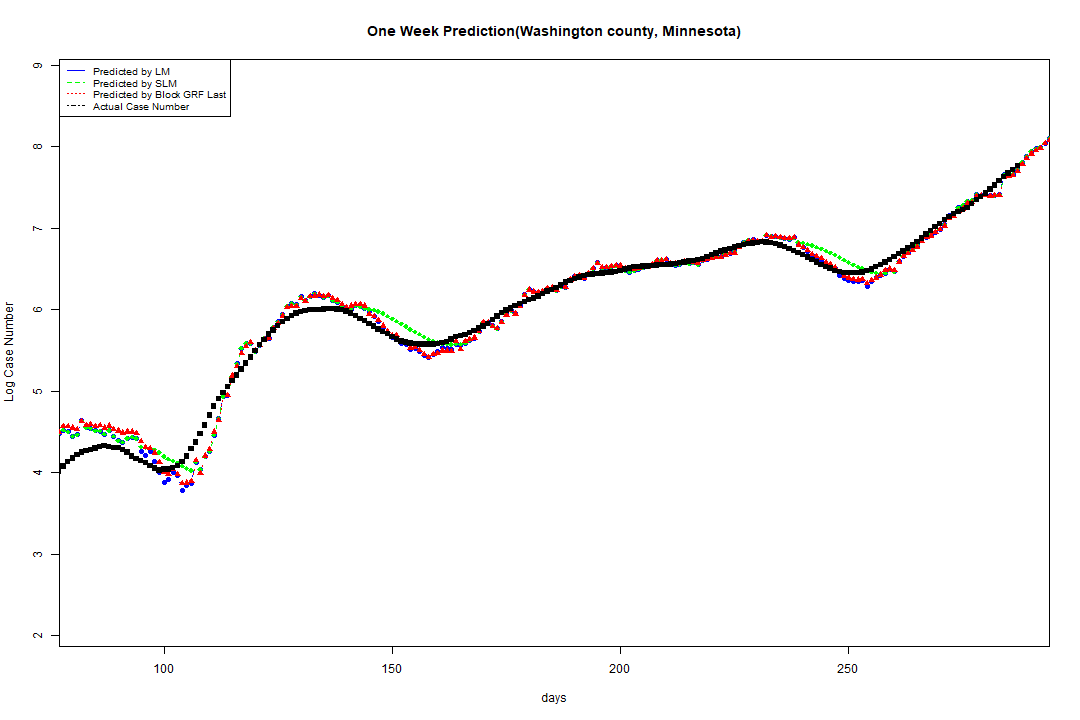 One Week Prediction(Washington county, Minnesota)
Predicted by LM
Predicted by SLM
Predicted by Block GRF Last
Actual Case Number
9
8
7
6
5
4
3
2
Log Case Number
100 150 200 250
days